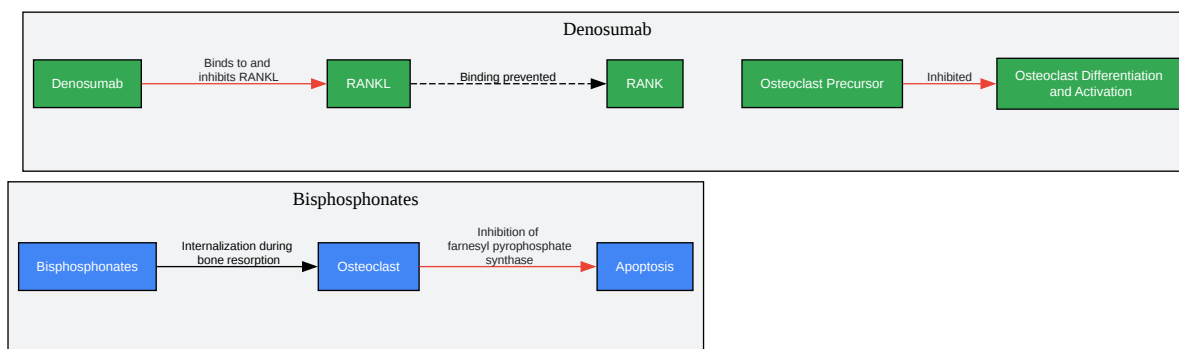 Denosumab
Binds to and
inhibits RANKL
Denosumab
RANKL
Binding prevented
RANK
Osteoclast Precursor
Inhibited
Osteoclast Differentiation
and Activation
Bisphosphonates
Bisphosphonates
Internalization during
bone resorption
Osteoclast
Inhibition of
farnesyl pyrophosphate
synthase
Apoptosis